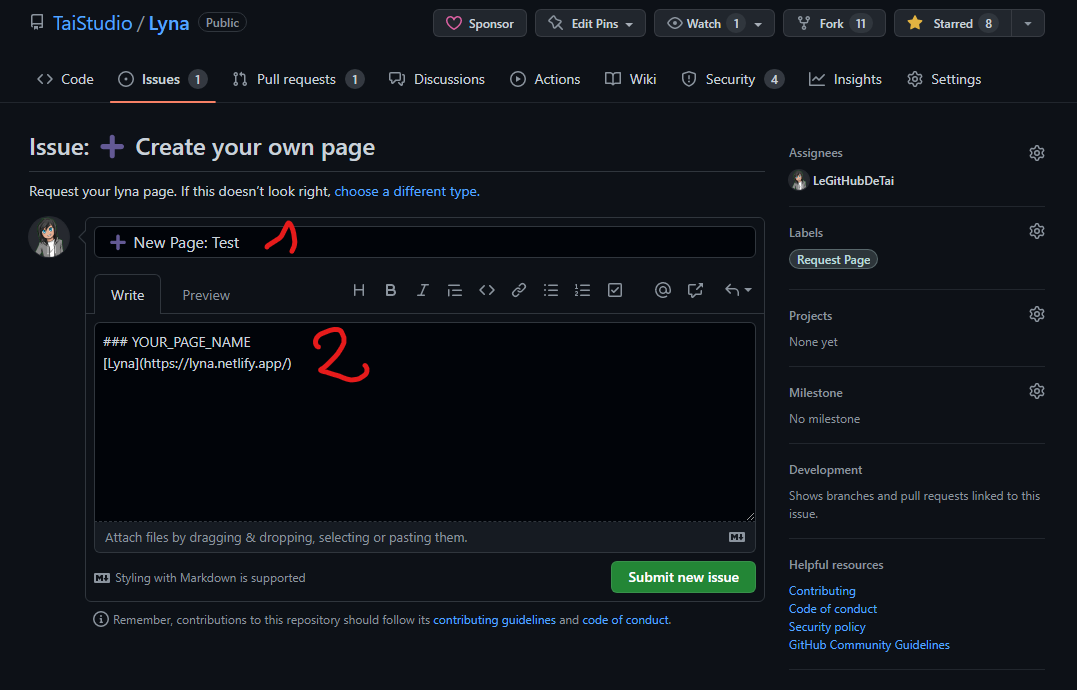 TaiStudio / Lyna Public
Sponsor Edit Pins Watch 1 Fork 11 Starred 8
Code Issues 1 Pull requests 1 Discussions Actions Wiki Security 4 Insights Settings
Issue: ➕ Create your own page
Request your lyna page. If this doesn’t look right, choose a different type.
➕ New Page: Test 1
Write Preview
### YOUR_PAGE_NAME
[Lyna](https://lyna.netlify.app/)
2
Attach files by dragging & dropping, selecting or pasting them.
Styling with Markdown is supported
Submit new issue
Remember, contributions to this repository should follow its contributing guidelines and code of conduct.
Assignees
LeGitHubDeTai
Labels
Request Page
Projects
None yet
Milestone
No milestone
Development
Shows branches and pull requests linked to this
issue.
Helpful resources
Contributing
Code of conduct
Security policy
GitHub Community Guidelines